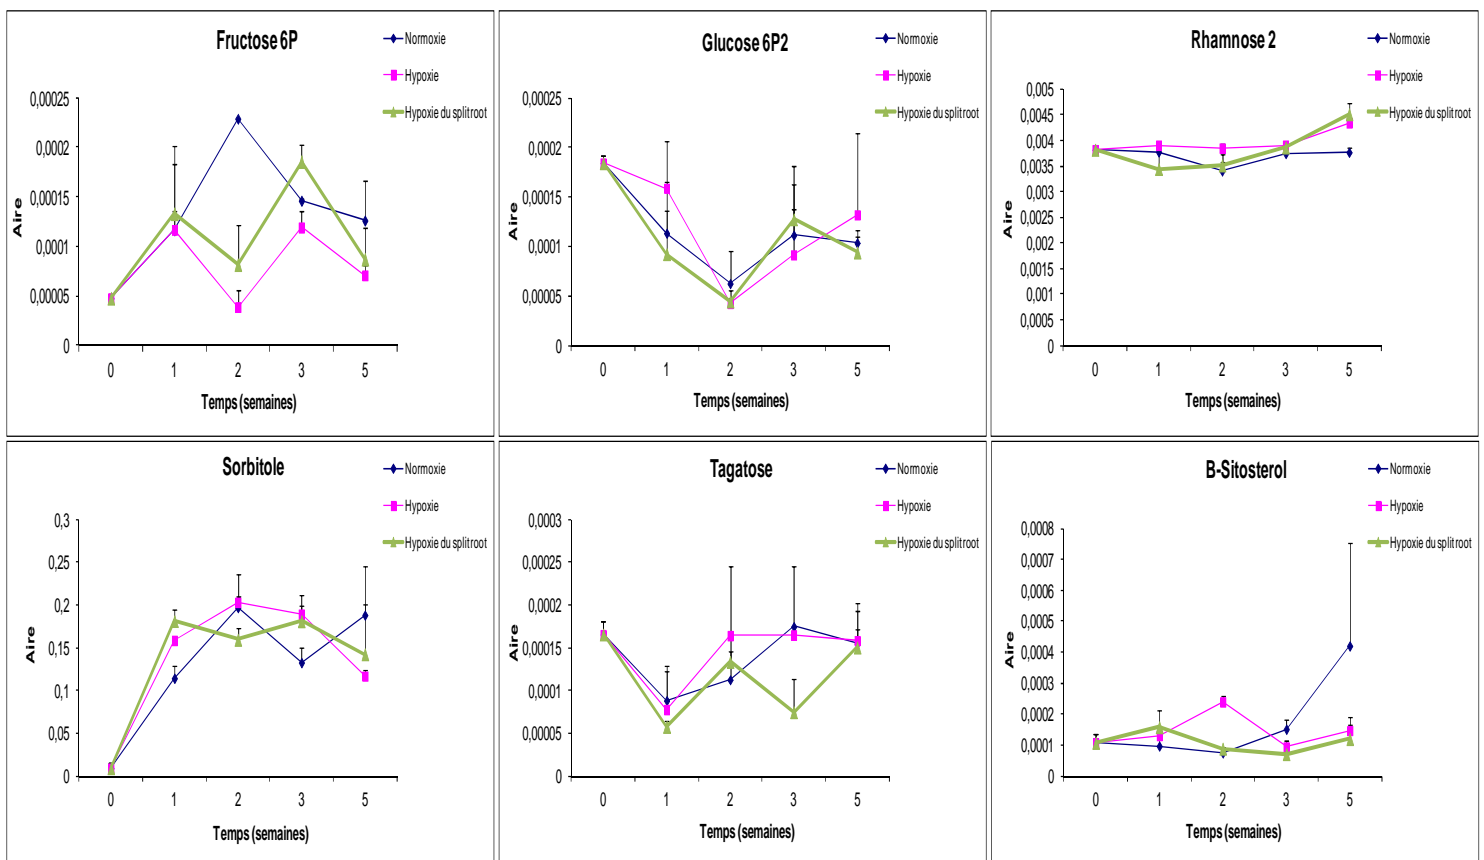 Fructose 6P
Normoxie
Hypoxie
Hypoxie du splitroot
0,00025
0,0002
0,00015
0,0001
0,00005
0
Aire
0 1 2 3 5
Temps (semaines)
Glucose 6P2
Normoxie
Hypoxie
Hypoxie du splitroot
0,00025
0,0002
0,00015
0,0001
0,00005
0
Aire
0 1 2 3 5
Temps (semaines)
Rhamnose 2
Normoxie
Hypoxie
Hypoxie du splitroot
0,005
0,0045
0,004
0,0035
0,003
0,0025
0,002
0,0015
0,001
0,0005
0
Aire
0 1 2 3 5
Temps (semaines)
Sorbitole
Normoxie
Hypoxie
Hypoxie du splitroot
0,3
0,25
0,2
0,15
0,1
0,05
0
Aire
0 1 2 3 5
Temps (semaines)
Tagatose
Normoxie
Hypoxie
Hypoxie du splitroot
0,0003
0,00025
0,0002
0,00015
0,0001
0,00005
0
Aire
0 1 2 3 5
Temps (semaines)
B-Sitosterol
Normoxie
Hypoxie
Hypoxie du splitroot
0,0008
0,0007
0,0006
0,0005
0,0004
0,0003
0,0002
0,0001
0
Aire
0 1 2 3 5
Temps (semaines)